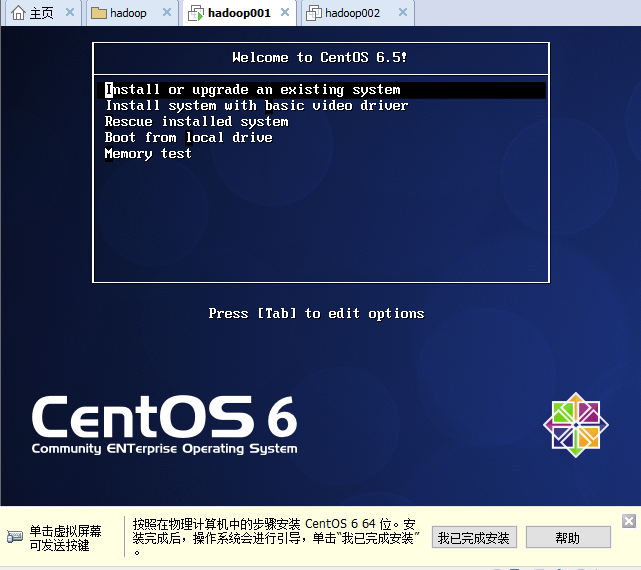 主页 hadoop hadoop001 hadoop002
Welcome to CentOS 6.5!
Install or upgrade an existing system
Install system with basic video driver
Rescue installed system
Boot from local drive
Memory test
Press [Tab] to edit options
CentOS 6
Community ENTerprise Operating System
单击虚拟屏幕
可发送按键
按照在物理计算机中的步骤安装 CentOS 6 64 位。安
装完成后，操作系统会进行引导，单击“我已完成安装”
。
我已完成安装
帮助